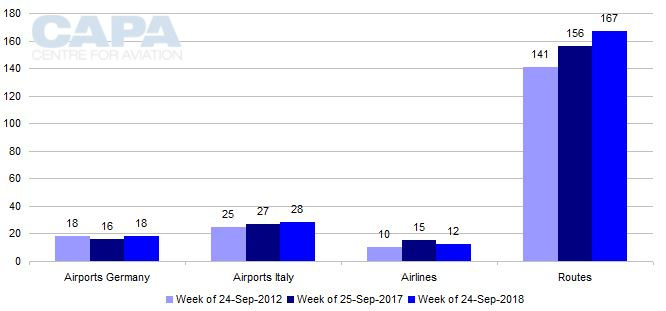 CAPA
CENTRE FOR AVIATION
180
160
140
120
100
80
60
40
20
0
18 16 18
25 27 28
10 15 12
141 156 167
Airports Germany Airports Italy Airlines Routes
Week of 24-Sep-2012 Week of 25-Sep-2017 Week of 24-Sep-2018